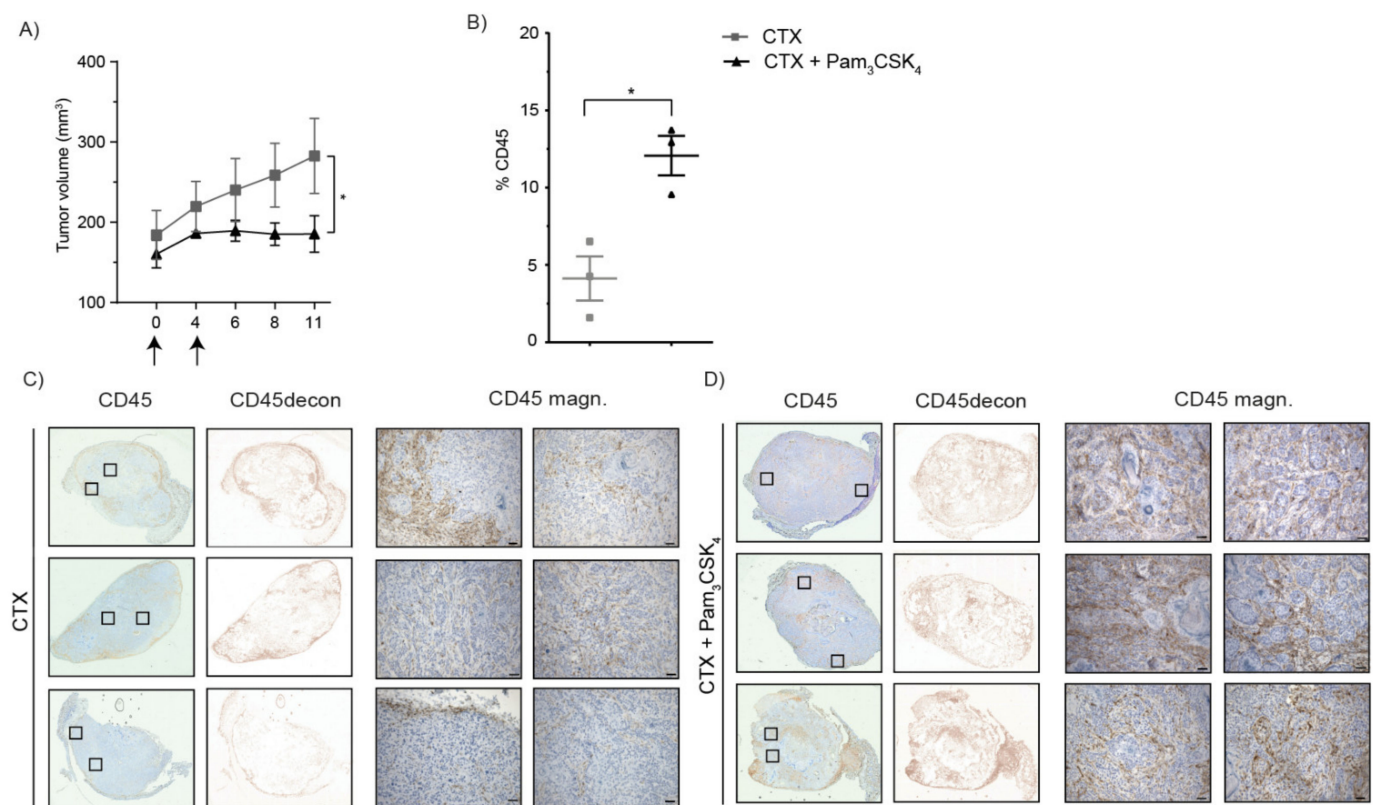 A)
Tumor volume (mm³)
400
300
200
100
0 4 6 8 11
*
B)
% CD45
20
15
10
5
0
*
CTX
CTX + Pam₃CSK₄
C)
CD45 CD45decon CD45 magn.
CTX
D)
CD45 CD45decon CD45 magn.
CTX + Pam₃CSK₄